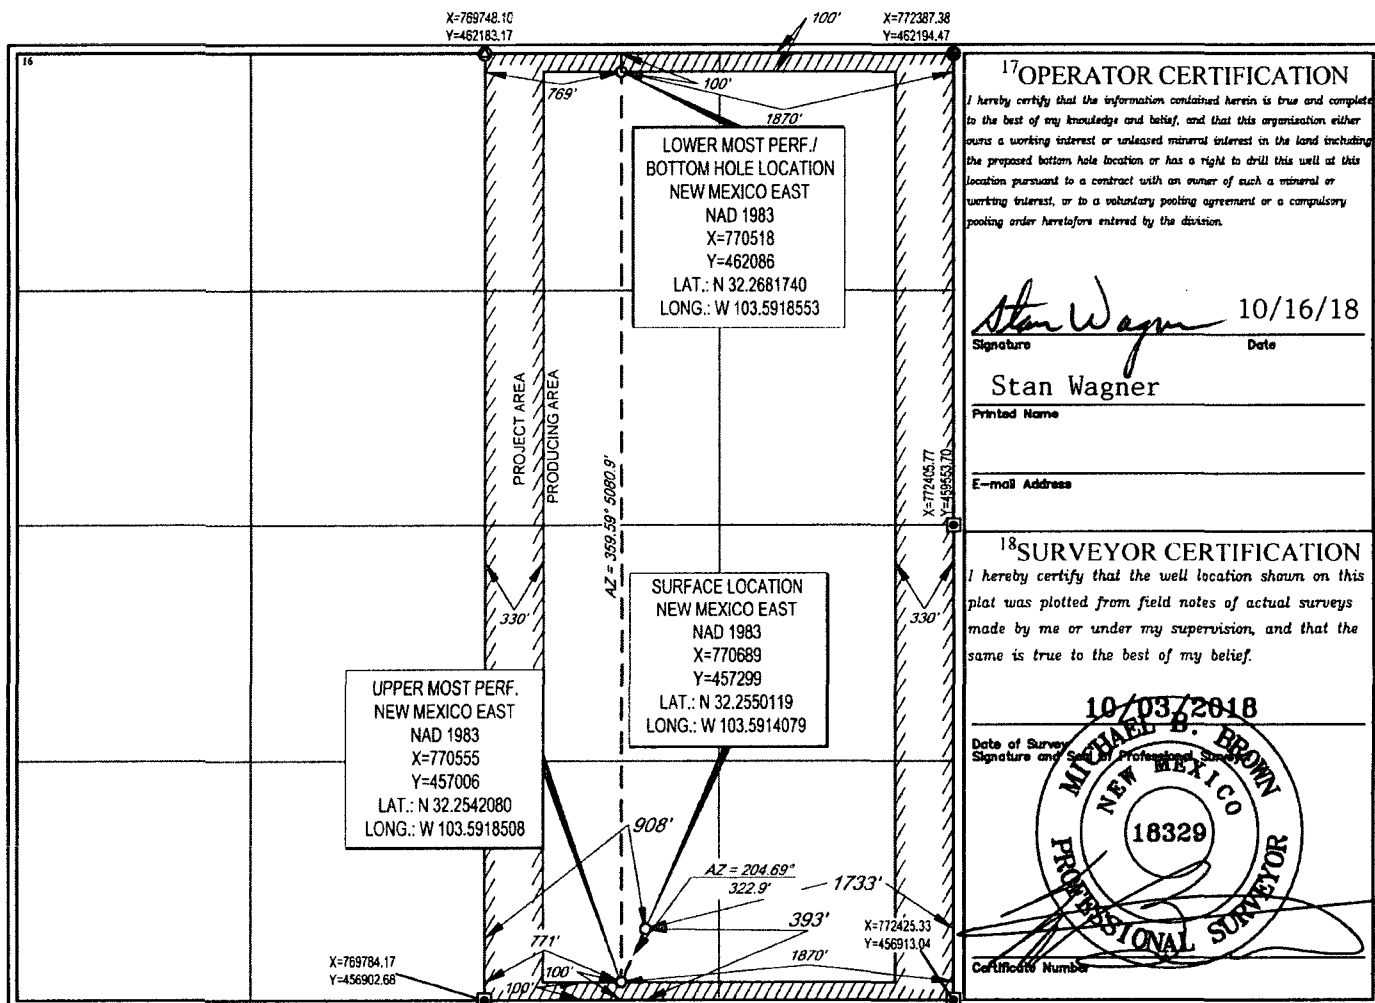 X=769748.10
Y=462183.17
100'
X=772387.38
Y=462194.47
16
769'
100'
1870'
LOWER MOST PERF./
BOTTOM HOLE LOCATION
NEW MEXICO EAST
NAD 1983
X=770518
Y=462086
LAT.: N 32.2681740
LONG.: W 103.5918553
PROJECT AREA
PRODUCING AREA
AZ = 359.59° 5080.9'
X=772405.77
Y=459553.70
330'
330'
SURFACE LOCATION
NEW MEXICO EAST
NAD 1983
X=770689
Y=457299
LAT.: N 32.2550119
LONG.: W 103.5914079
UPPER MOST PERF.
NEW MEXICO EAST
NAD 1983
X=770555
Y=457006
LAT.: N 32.2542080
LONG.: W 103.5918508
908'
AZ = 204.69°
322.9'
1733'
393'
X=772425.33
Y=456913.04
771'
100'
100'
1870'
X=769784.17
Y=456902.68
17 OPERATOR CERTIFICATION
I hereby certify that the information contained herein is true and complete
to the best of my knowledge and belief, and that this organization either
owns a working interest or unleased mineral interest in the land including
the proposed bottom hole location or has a right to drill this well at this
location pursuant to a contract with an owner of such a mineral or
working interest, or to a voluntary pooling agreement or a compulsory
pooling order heretofore entered by the division.
Stan Wagner 10/16/18
Signature Date
Stan Wagner
Printed Name
E-mail Address
18 SURVEYOR CERTIFICATION
I hereby certify that the well location shown on this
plat was plotted from field notes of actual surveys
made by me or under my supervision, and that the
same is true to the best of my belief.
10/03/2018
Date of Survey
Signature and Seal of Professional Surveyor
MICHAEL B. BROWN
NEW MEXICO
18329
PROFESSIONAL SURVEYOR
Certificate Number